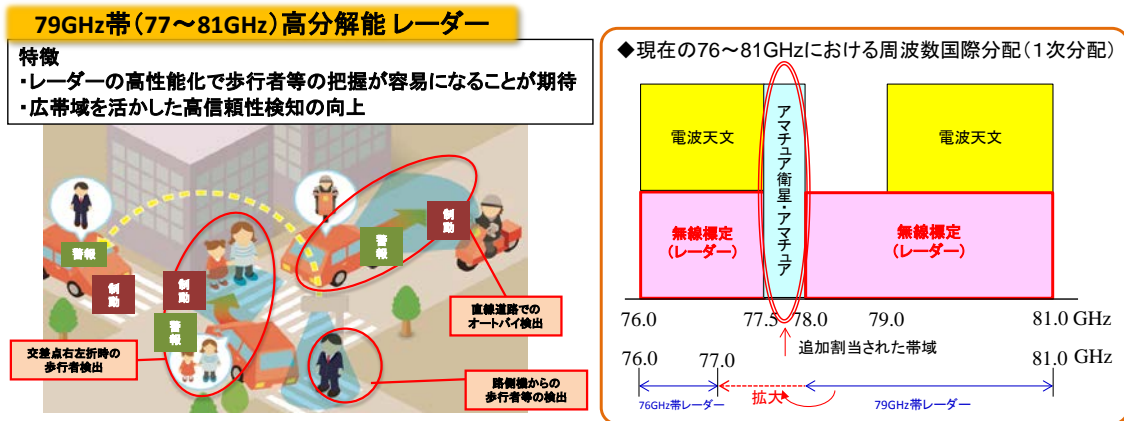 79GHz帯(77～81GHz)高分解能 レーダー
特徴
・レーダーの高性能化で歩行者等の把握が容易になることが期待
・広帯域を活かした高信頼性検知の向上
警報
制動
制動
警報
警報
制動
直線道路での
オートバイ検出
交差点右左折時の
歩行者検出
路側機からの
歩行者等の検出
◆現在の76～81GHzにおける周波数国際分配(1次分配)
電波天文
アマチュア衛星・アマチュア
電波天文
無線標定
(レーダー)
無線標定
(レーダー)
76.0 77.5 78.0 79.0 81.0 GHz
追加割当された帯域
76.0 77.0 81.0 GHz
76GHz帯レーダー 拡大 79GHz帯レーダー